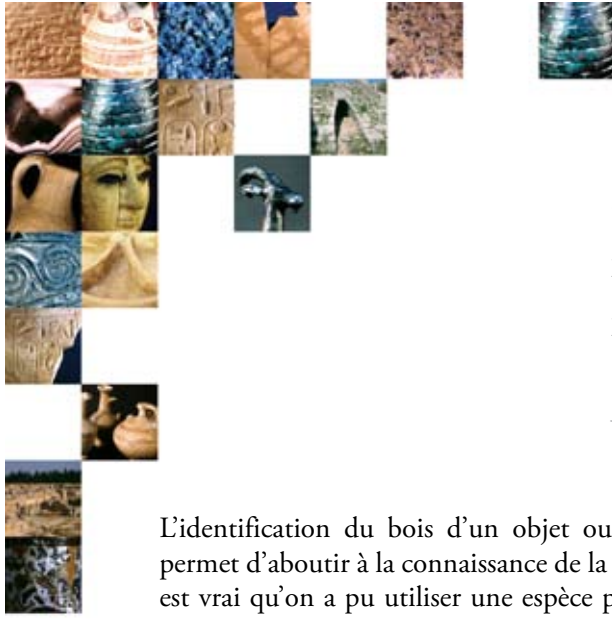 L’identification du bois d’un objet ou
permet d’aboutir à la connaissance de la
est vrai qu’on a pu utiliser une espèce p